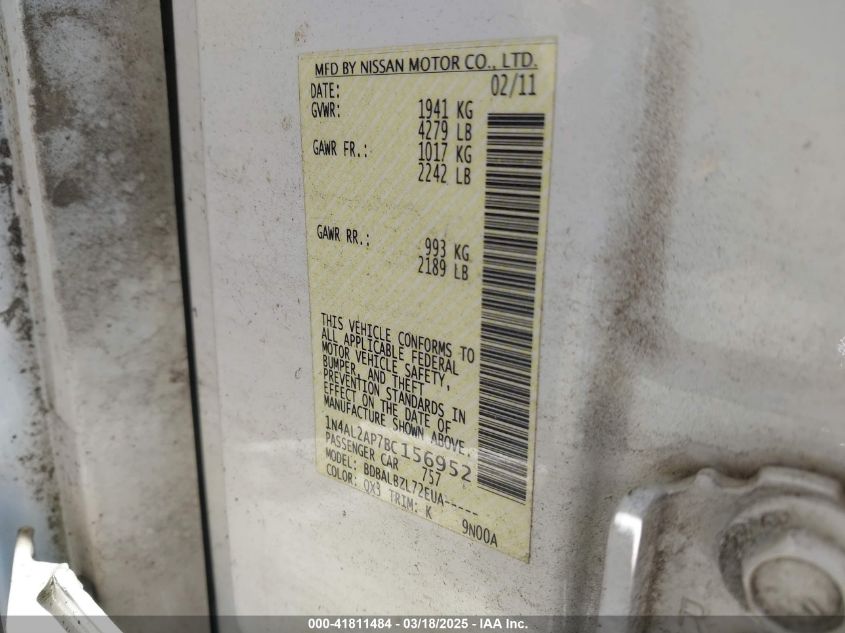 MFD BY NISSAN MOTOR CO., LTD.
DATE: 02/11
GVWR: 1941 KG
4279 LB
GAWR FR.: 1017 KG
2242 LB
GAWR RR.: 993 KG
2189 LB
THIS VEHICLE CONFORMS TO
ALL APPLICABLE FEDERAL
MOTOR VEHICLE SAFETY,
BUMPER, AND THEFT
PREVENTION STANDARDS IN
EFFECT ON THE DATE OF
MANUFACTURE SHOWN ABOVE.
1N4AL2AP7BC156952
PASSENGER CAR 757
MODEL: BDBALBZL72EUA-----
COLOR: QX3 TRIM: K 9N00A
R
000-41811484 - 03/18/2025 - IAA Inc.